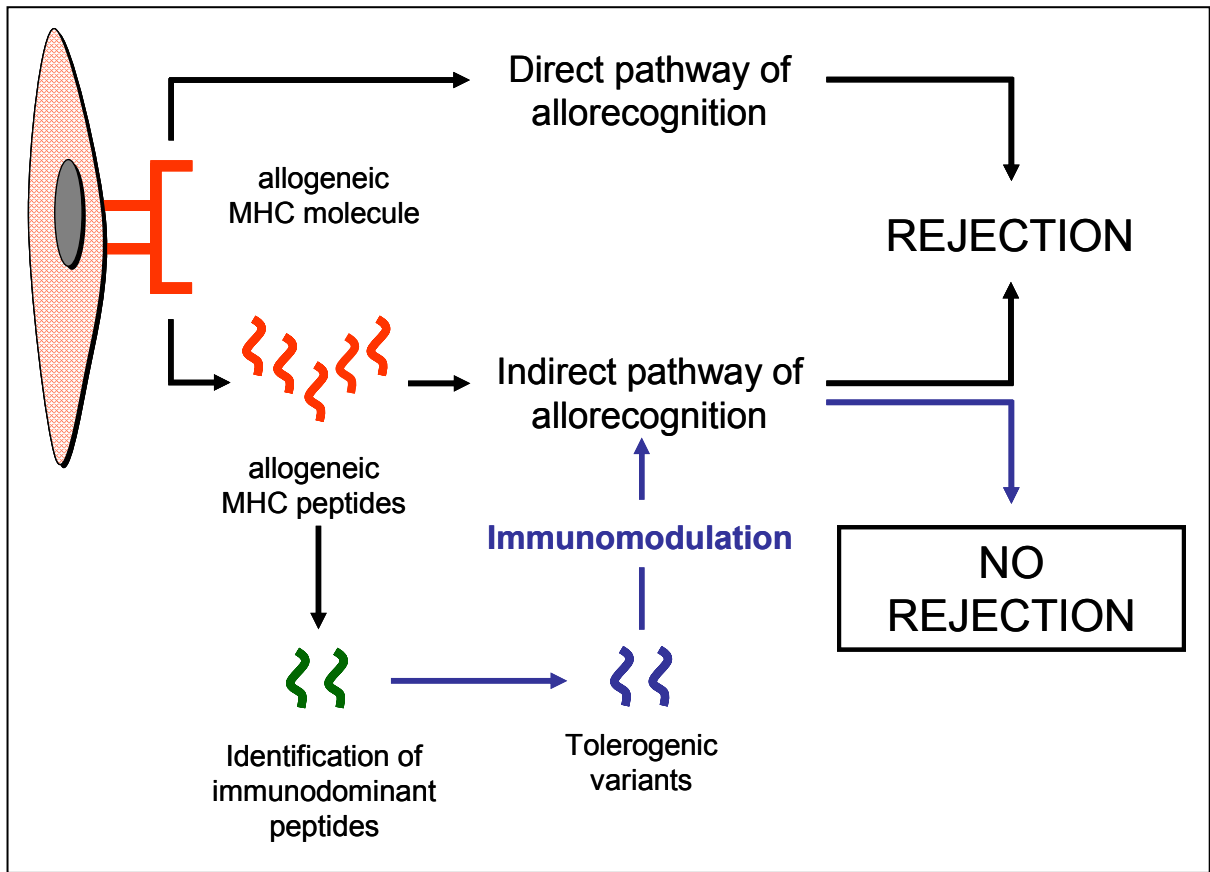 Direct pathway of
allorecognition
allogeneic
MHC molecule
REJECTION
Indirect pathway of
allorecognition
allogeneic
MHC peptides
Immunomodulation
NO
REJECTION
Identification of
immunodominant
peptides
Tolerogenic
variants